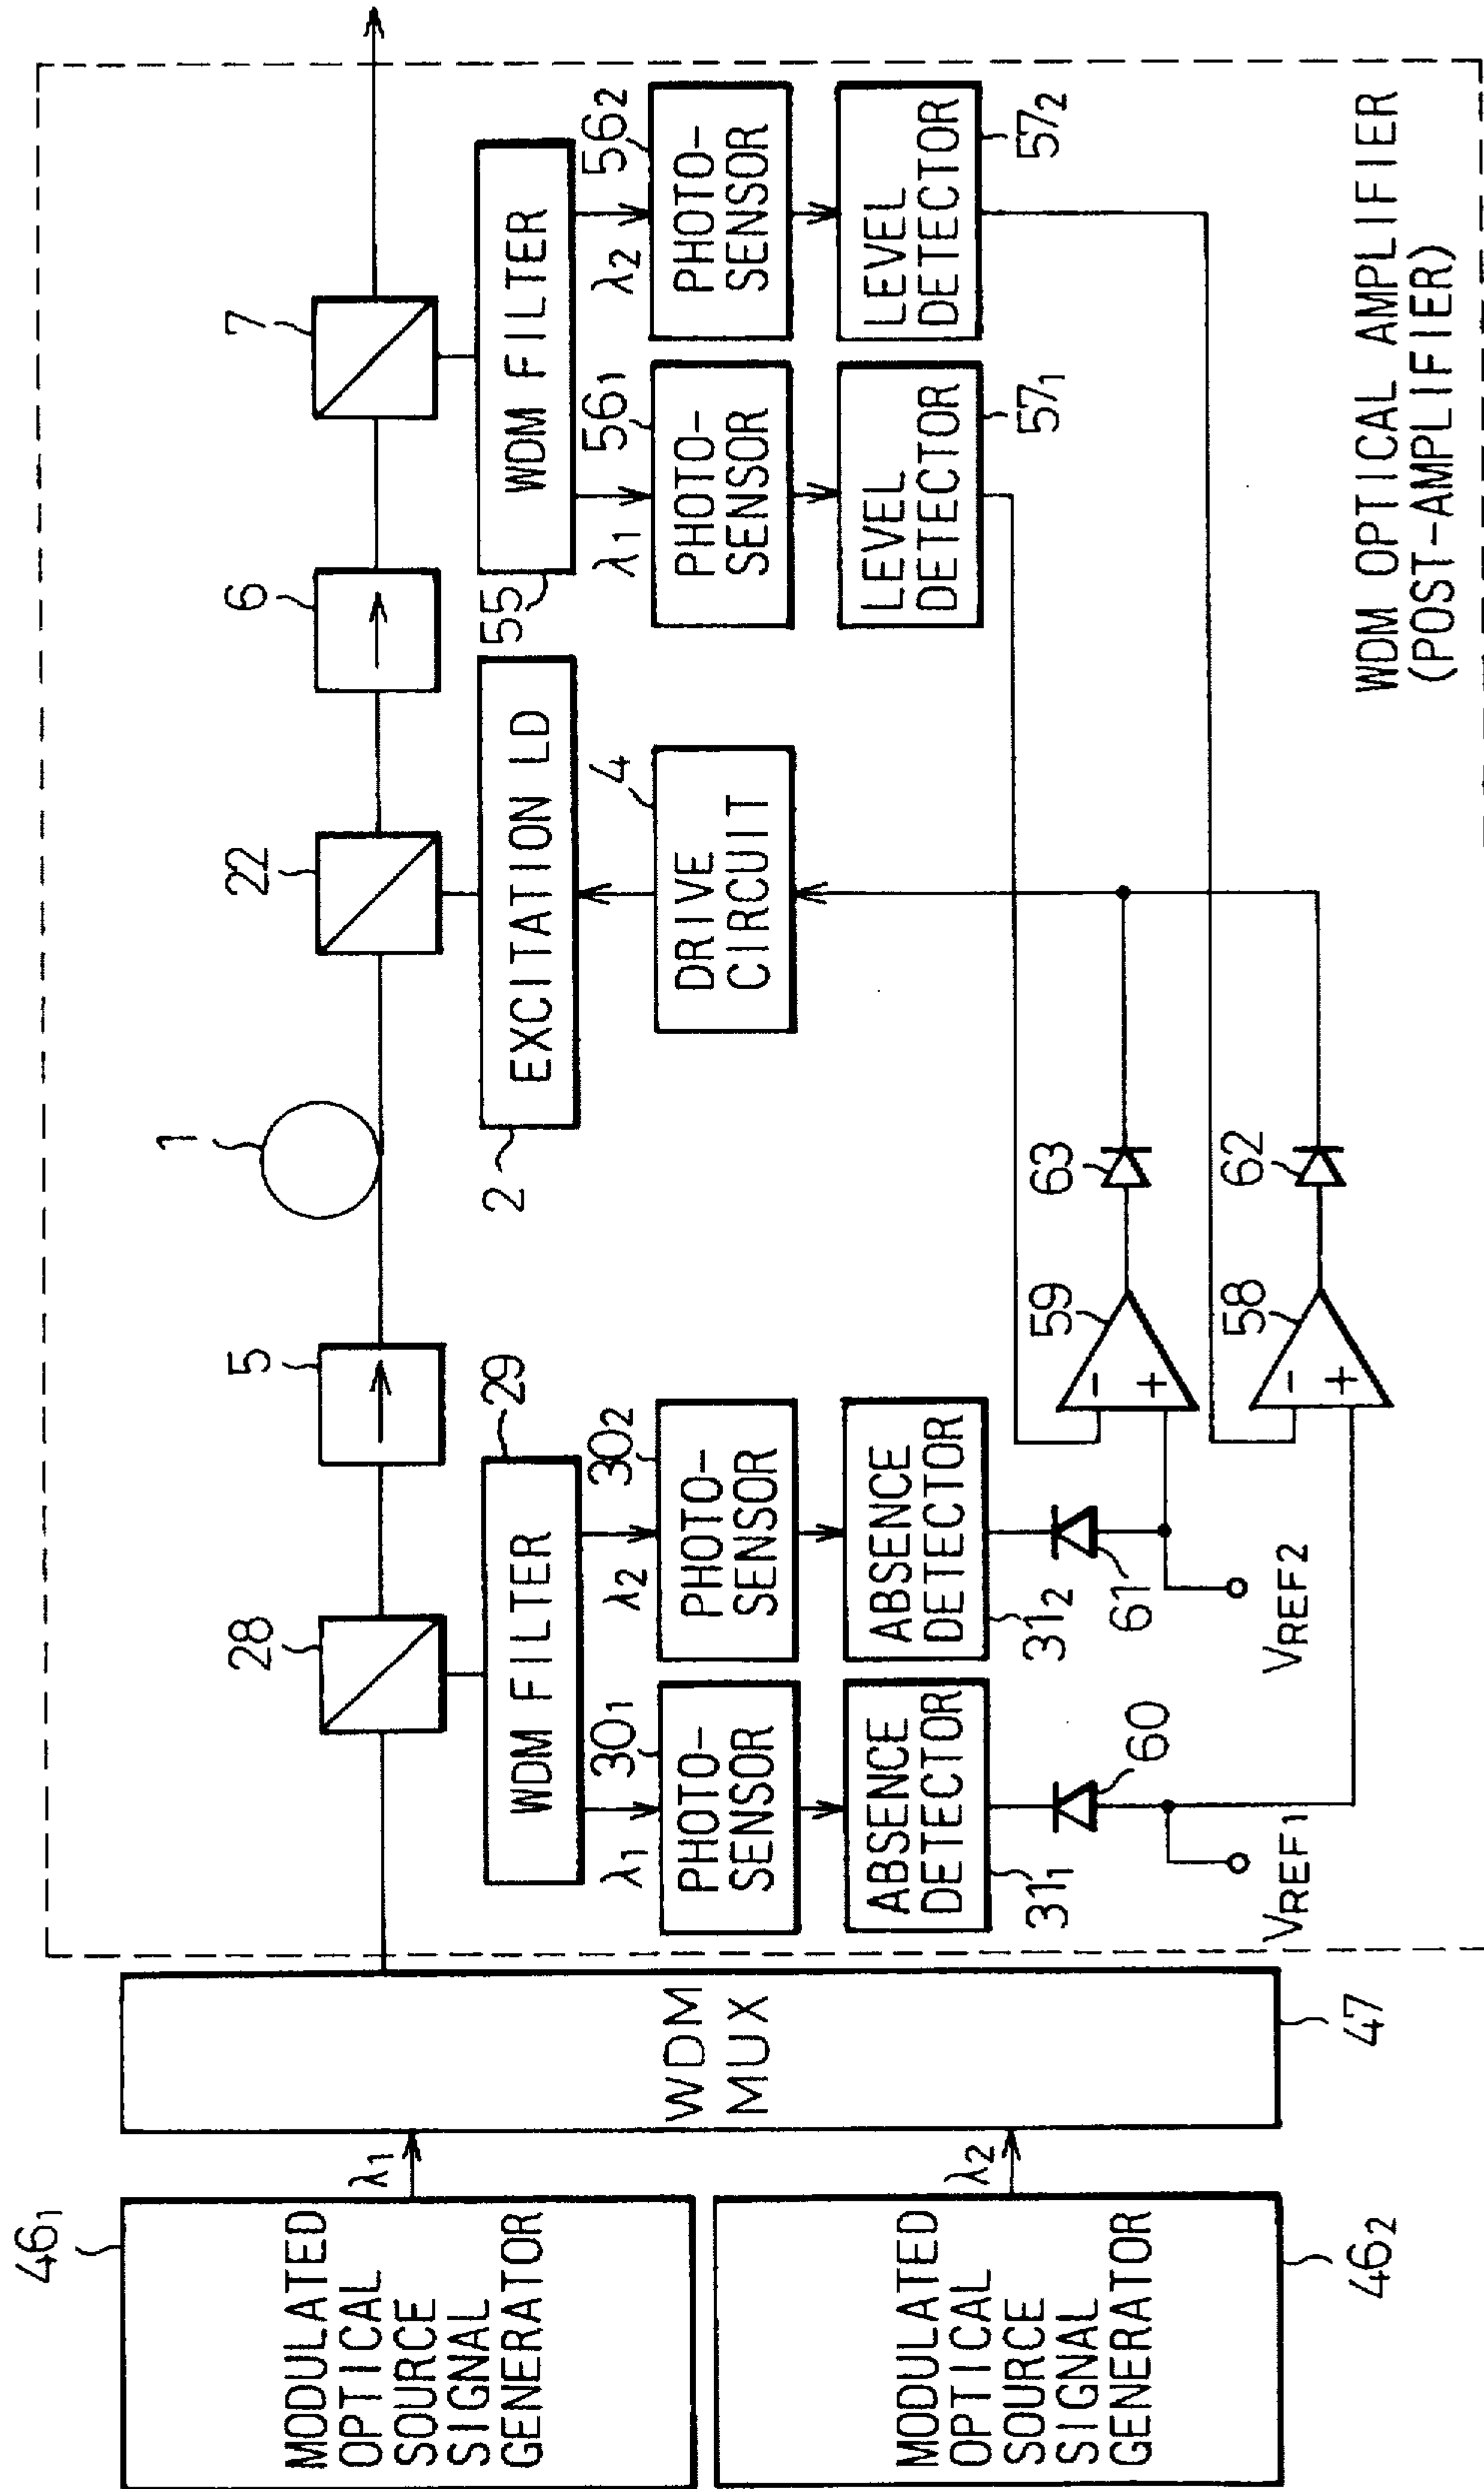 46₁
MODULATED
OPTICAL
SOURCE
SIGNAL
GENERATOR
λ₁
MODULATED
OPTICAL
SOURCE
SIGNAL
GENERATOR
46₂
λ₂
WDM
MUX
47
28
5
1
22
6
7
29
WDM FILTER
λ₁
λ₂
30₁
PHOTO-
SENSOR
30₂
PHOTO-
SENSOR
ABSENCE
DETECTOR
31₁
ABSENCE
DETECTOR
31₂
60
61
VREF1
VREF2
59
-
+
58
-
+
63
62
2
EXCITATION LD
4
DRIVE
CIRCUIT
55
WDM FILTER
λ₁
λ₂
56₁
PHOTO-
SENSOR
56₂
PHOTO-
SENSOR
LEVEL
DETECTOR
57₁
LEVEL
DETECTOR
57₂
WDM OPTICAL AMPLIFIER
(POST-AMPLIFIER)